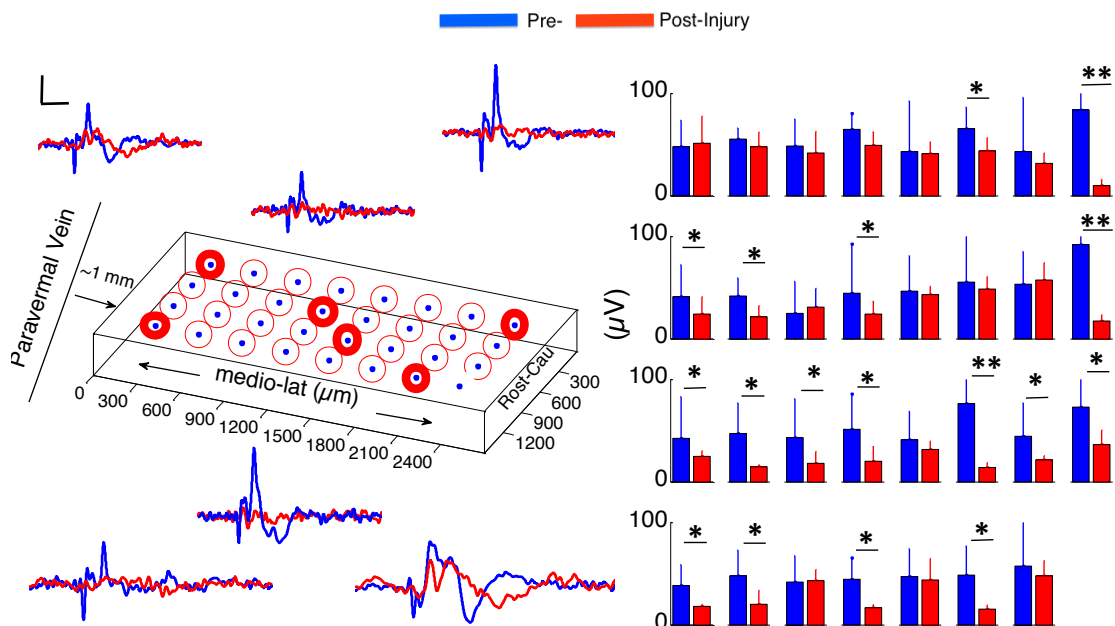 Pre- Post-Injury
Paravermal Vein
~1 mm
medio-lat (µm)
Rost-Cau
0 300 600 900 1200 1500 1800 2100 2400
300 600 900 1200
(µV)
100
* **
0
100
* * * **
0
100
* * * * ** * *
0
100
* * * *
0